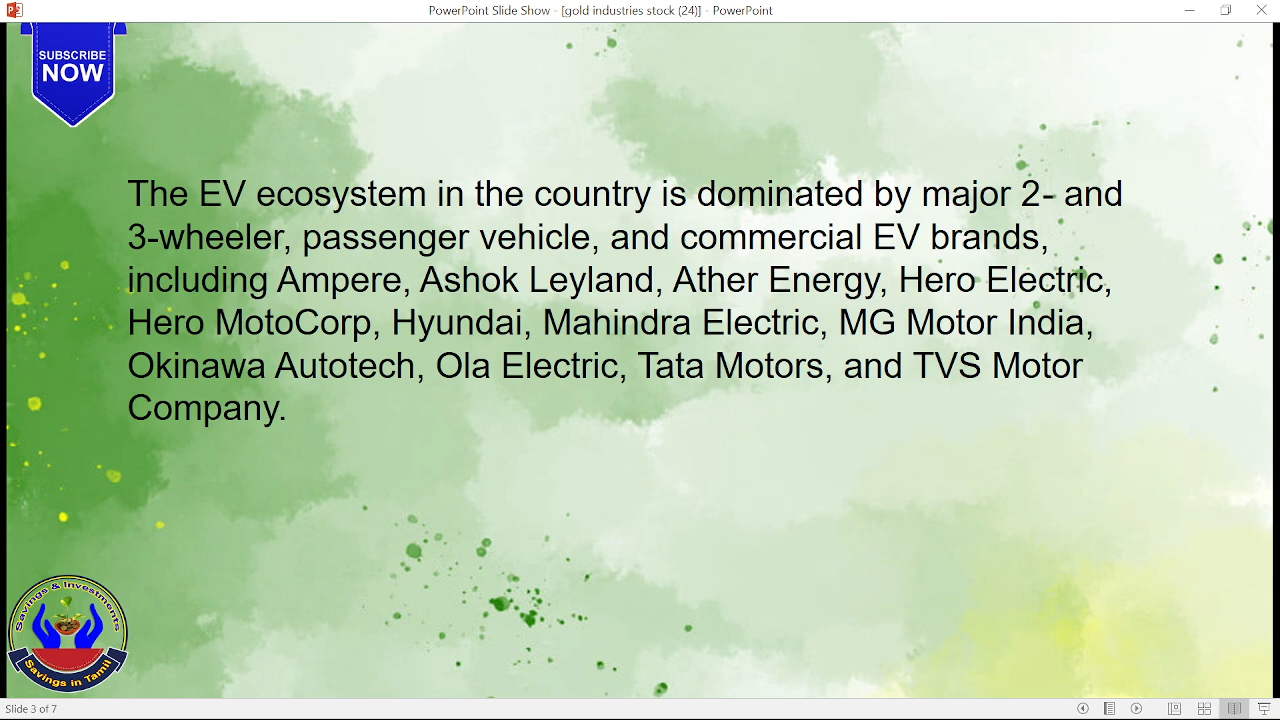 PowerPoint Slide Show - [gold industries stock (24)] - PowerPoint
SUBSCRIBE
NOW
The EV ecosystem in the country is dominated by major 2- and
3-wheeler, passenger vehicle, and commercial EV brands,
including Ampere, Ashok Leyland, Ather Energy, Hero Electric,
Hero MotoCorp, Hyundai, Mahindra Electric, MG Motor India,
Okinawa Autotech, Ola Electric, Tata Motors, and TVS Motor
Company.
Savings & Investments
Savings in Tamil
Slide 3 of 7